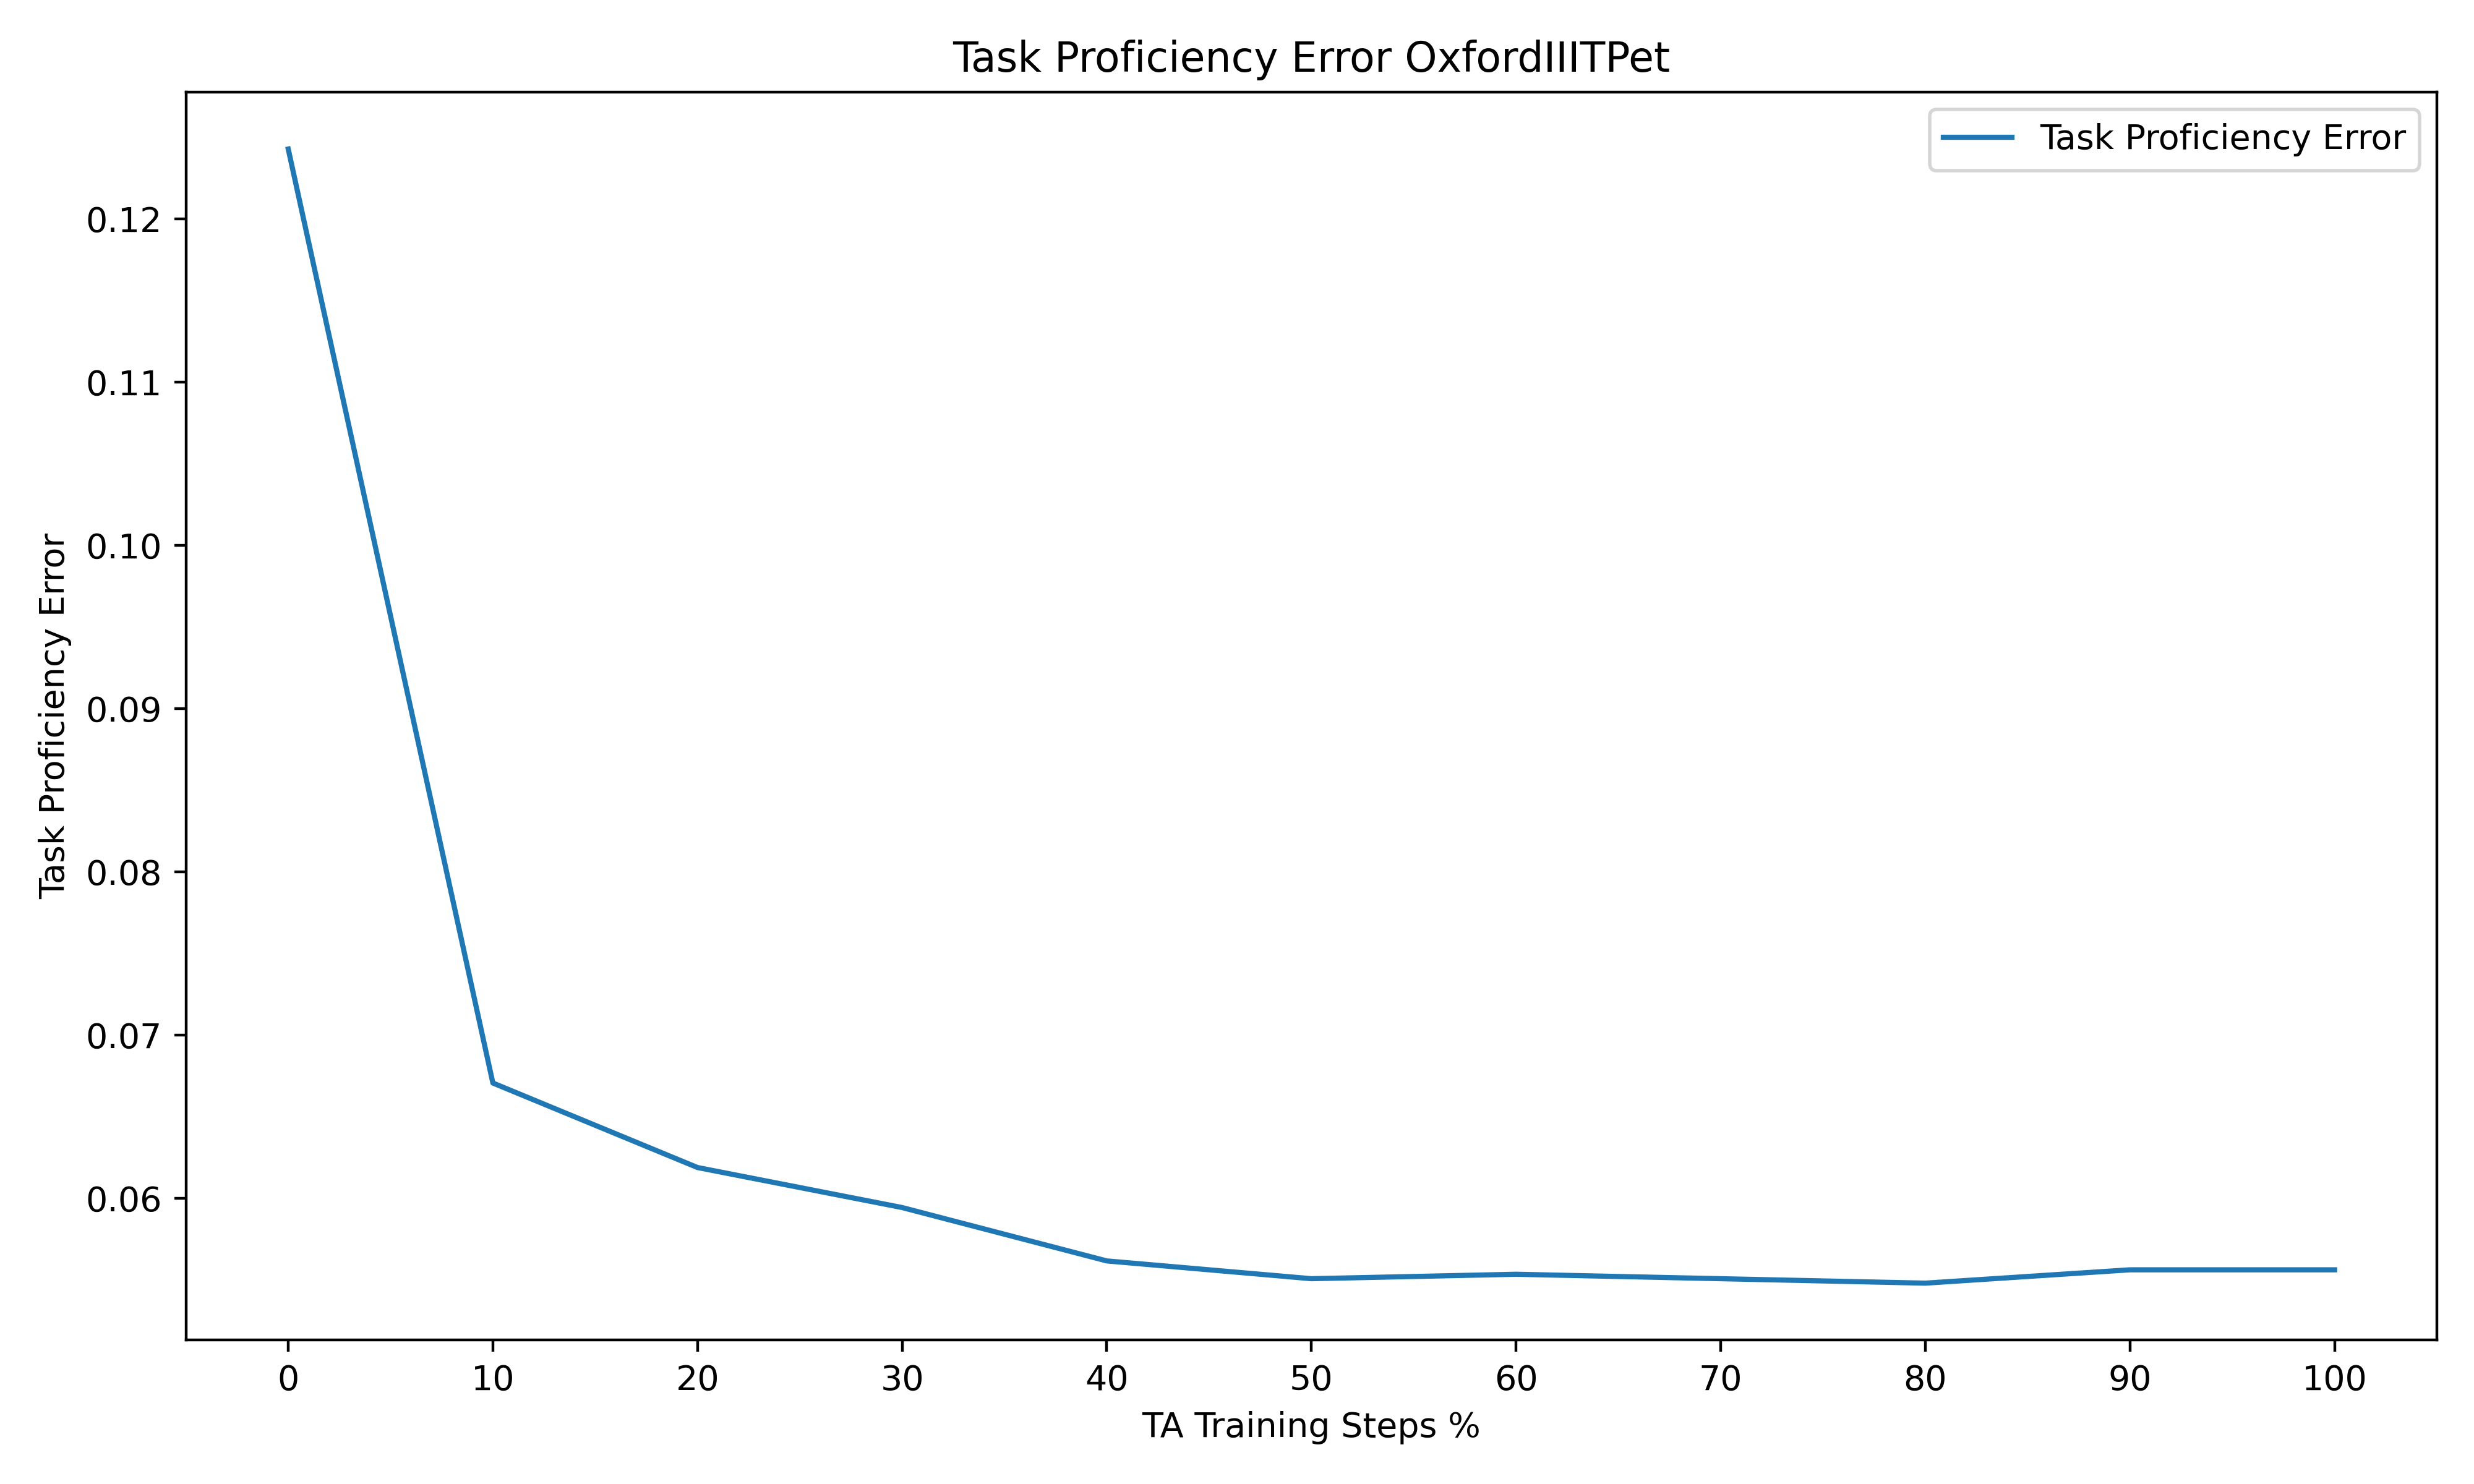 Task Proficiency Error OxfordIIITPet
Task Proficiency Error
Task Proficiency Error
0.12
0.11
0.10
0.09
0.08
0.07
0.06
0 10 20 30 40 50 60 70 80 90 100
TA Training Steps %